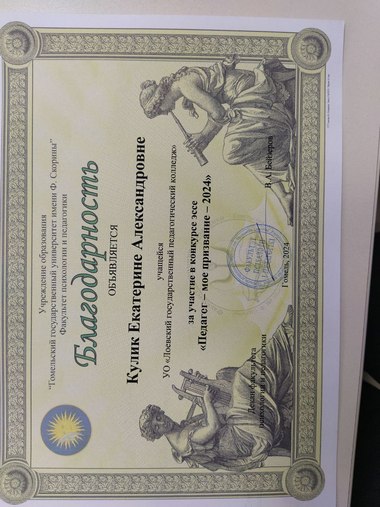 Учреждение образования
"Гомельский государственный университет имени Ф. Скорины"
Факультет психологии и педагогики
Благодарность
ОБЪЯВЛЯЕТСЯ
Кулик Екатерине Александровне
учащейся
УО «Лоевский государственный педагогический колледж»
за участие в конкурсе эссе
«Педагог – мое призвание – 2024»
Декан факультета
психологии и педагогики
В.А. Бейзеров
Гомель, 2024